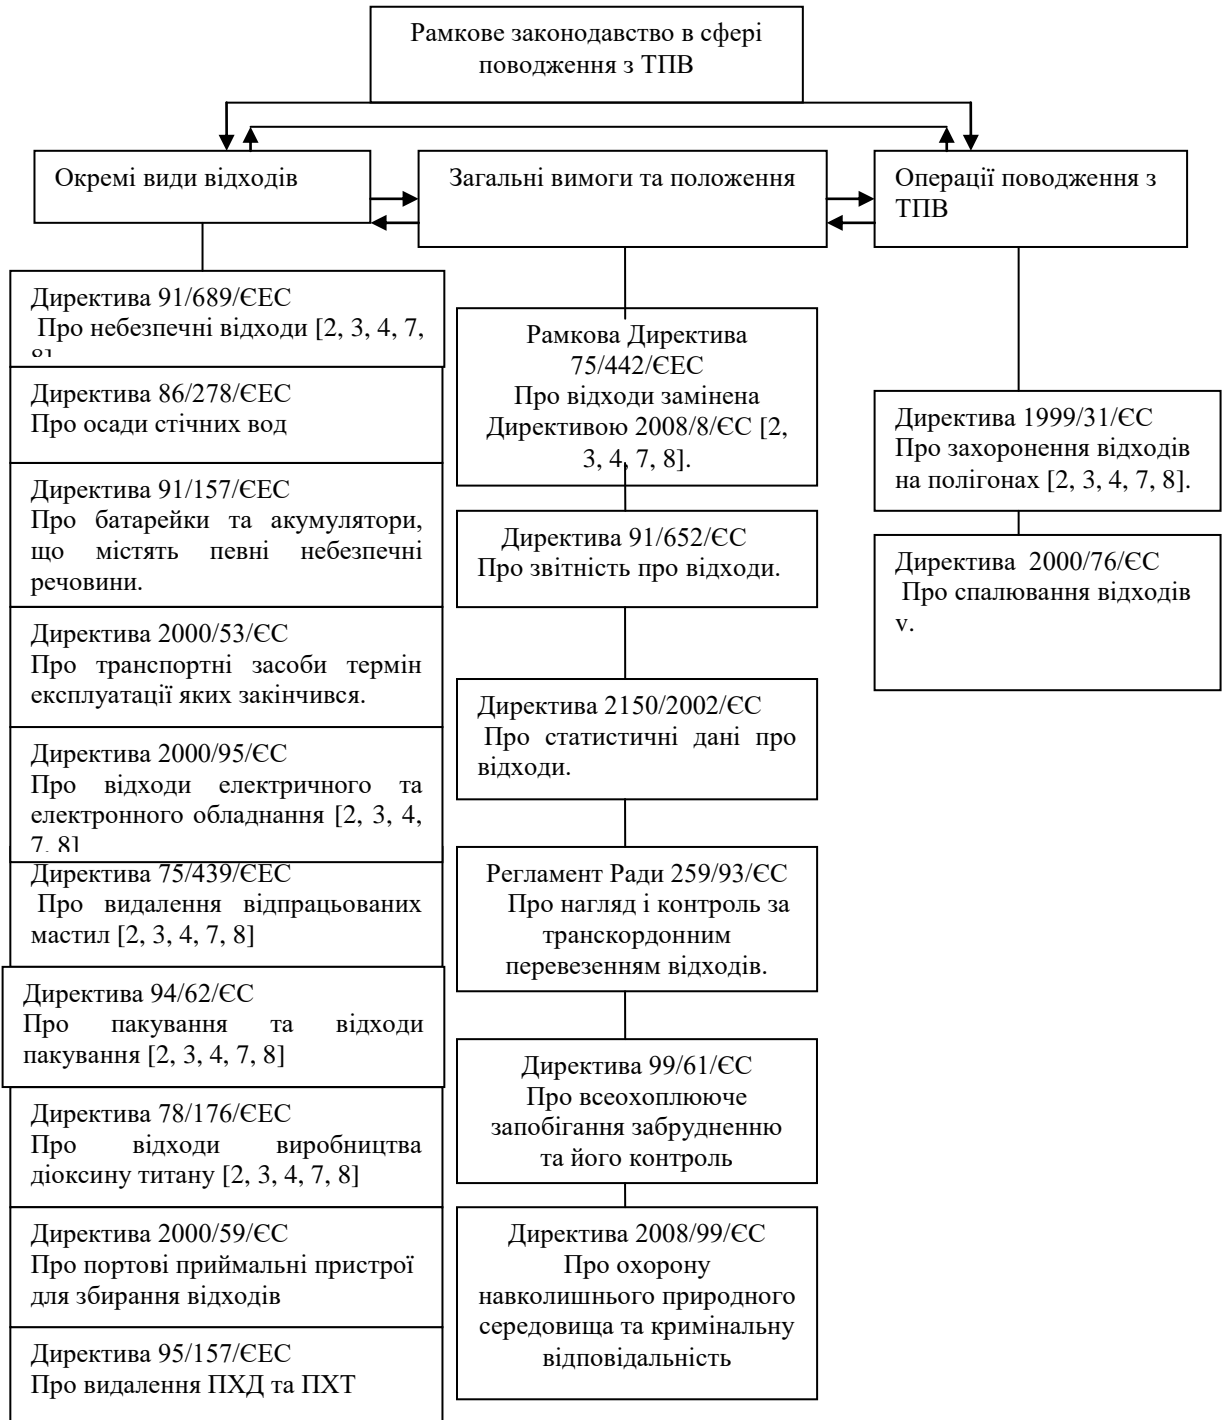 Рамкове законодавство в сфері
поводження з ТПВ
Окремі види відходів
Загальні вимоги та положення
Операції поводження з
ТПВ
Директива 91/689/ЄЕС
Про небезпечні відходи [2, 3, 4, 7,
8]
Директива 86/278/ЄЕС
Про осади стічних вод
Директива 91/157/ЄЕС
Про батарейки та акумулятори,
що містять певні небезпечні
речовини.
Директива 2000/53/ЄС
Про транспортні засоби термін
експлуатації яких закінчився.
Директива 2000/95/ЄС
Про відходи електричного та
електронного обладнання [2, 3, 4,
7, 8]
Директива 75/439/ЄЕС
Про видалення відпрацьованих
мастил [2, 3, 4, 7, 8]
Директива 94/62/ЄС
Про пакування та відходи
пакування [2, 3, 4, 7, 8]
Директива 78/176/ЄЕС
Про відходи виробництва
діоксину титану [2, 3, 4, 7, 8]
Директива 2000/59/ЄС
Про портові приймальні пристрої
для збирання відходів
Директива 95/157/ЄЕС
Про видалення ПХД та ПХТ
Рамкова Директива
75/442/ЄЕС
Про відходи замінена
Директивою 2008/8/ЄС [2,
3, 4, 7, 8].
Директива 91/652/ЄС
Про звітність про відходи.
Директива 2150/2002/ЄС
Про статистичні дані про
відходи.
Регламент Ради 259/93/ЄС
Про нагляд і контроль за
транскордонним
перевезенням відходів.
Директива 99/61/ЄС
Про всеохоплююче
запобігання забрудненню
та його контроль
Директива 2008/99/ЄС
Про охорону
навколишнього природного
середовища та кримінальну
відповідальність
Директива 1999/31/ЄС
Про захоронення відходів
на полігонах [2, 3, 4, 7, 8].
Директива 2000/76/ЄС
Про спалювання відходів
v.